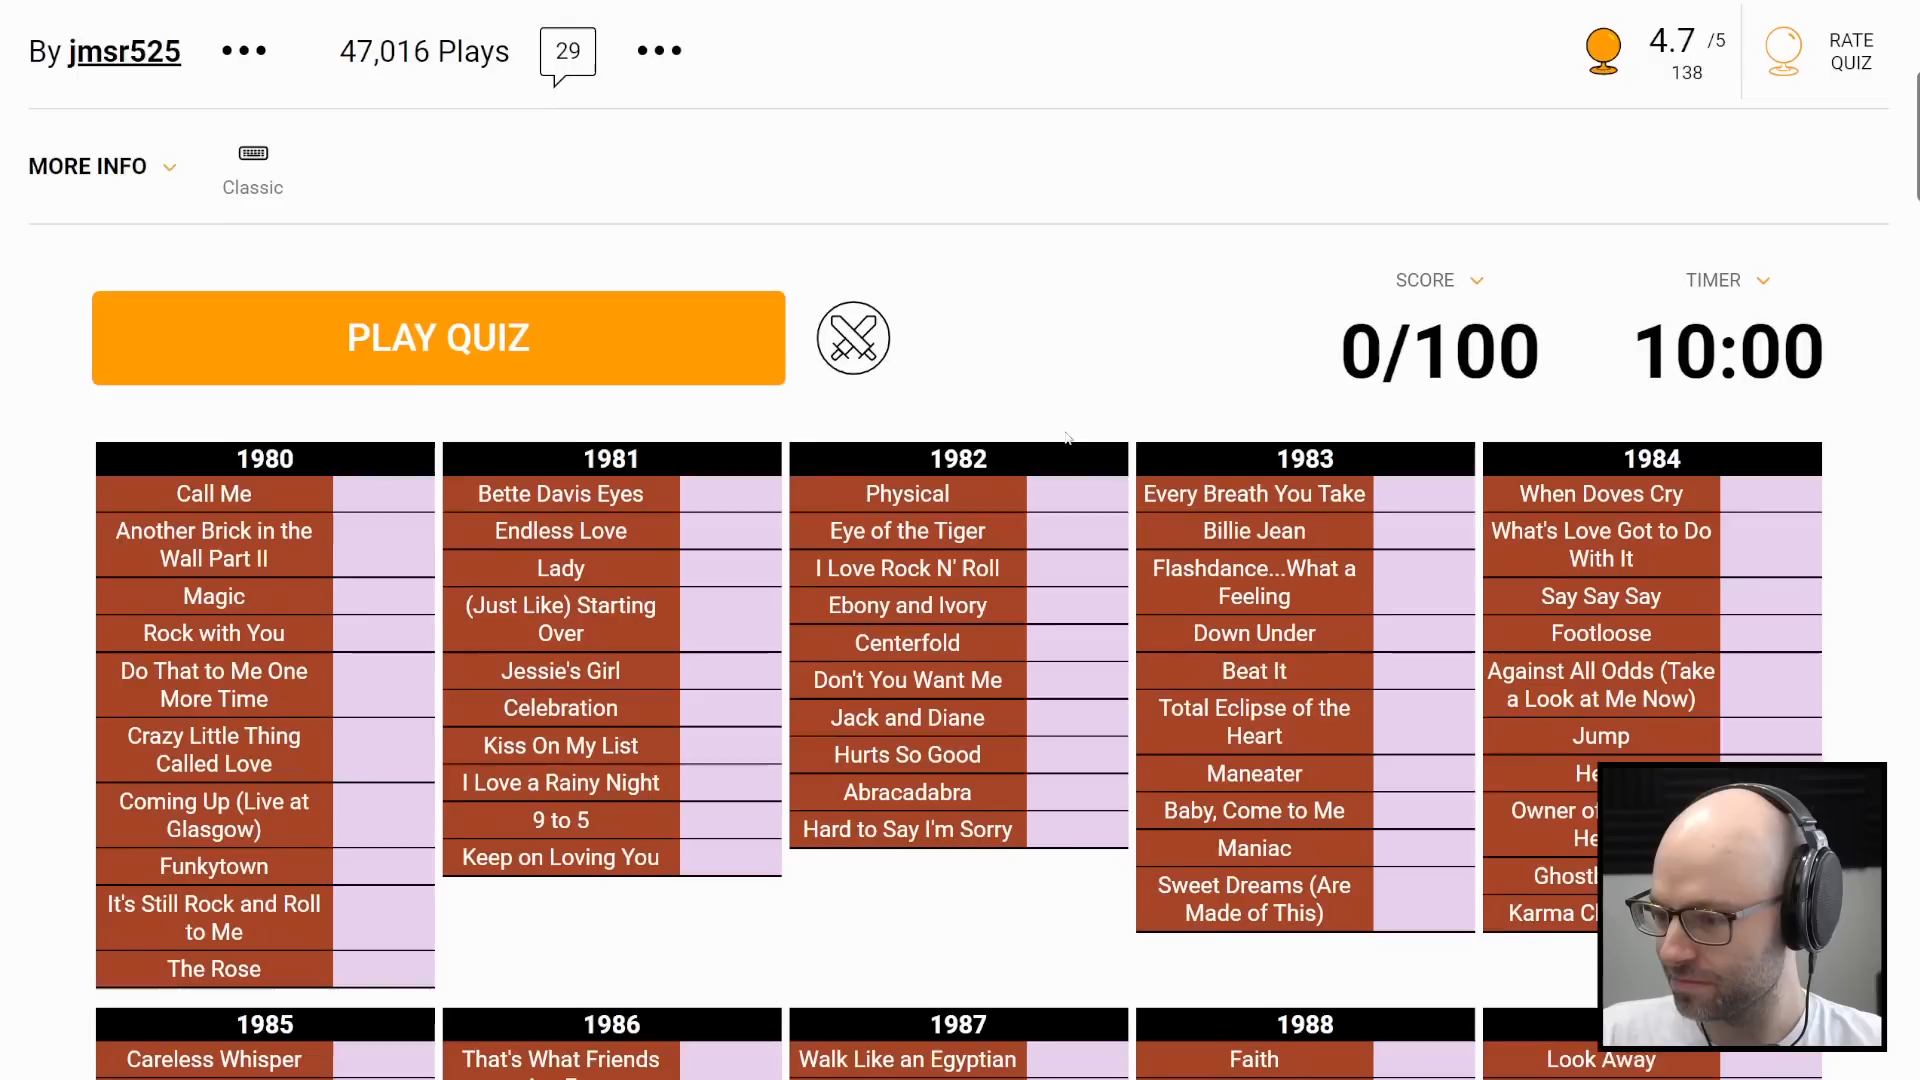 By jmsr525
47,016 Plays
29
4.7 /5
138
RATE
QUIZ
MORE INFO
Classic
PLAY QUIZ
SCORE
0/100
TIMER
10:00
1980
Call Me
Another Brick in the
Wall Part II
Magic
Rock with You
Do That to Me One
More Time
Crazy Little Thing
Called Love
Coming Up (Live at
Glasgow)
Funkytown
It's Still Rock and Roll
to Me
The Rose
1981
Bette Davis Eyes
Endless Love
Lady
(Just Like) Starting
Over
Jessie's Girl
Celebration
Kiss On My List
I Love a Rainy Night
9 to 5
Keep on Loving You
1982
Physical
Eye of the Tiger
I Love Rock N' Roll
Ebony and Ivory
Centerfold
Don't You Want Me
Jack and Diane
Hurts So Good
Abracadabra
Hard to Say I'm Sorry
1983
Every Breath You Take
Billie Jean
Flashdance...What a
Feeling
Down Under
Beat It
Total Eclipse of the
Heart
Maneater
Baby, Come to Me
Maniac
Sweet Dreams (Are
Made of This)
1984
When Doves Cry
What's Love Got to Do
With It
Say Say Say
Footloose
Against All Odds (Take
a Look at Me Now)
Jump
Owner
Karma
1985
Careless Whisper
1986
That's What Friends
1987
Walk Like an Egyptian
1988
Faith
Look Away